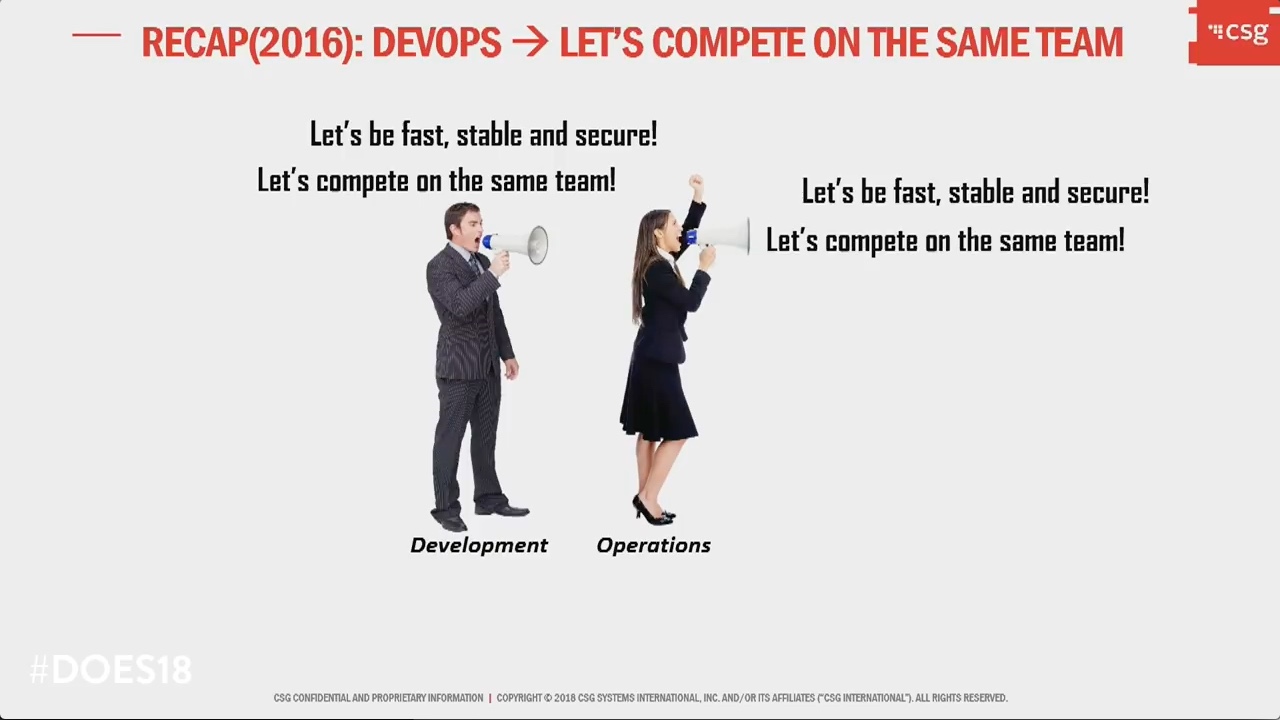 RECAP(2016): DEVOPS → LET'S COMPETE ON THE SAME TEAM
csg
Let's be fast, stable and secure!
Let's compete on the same team!
Let's be fast, stable and secure!
Let's compete on the same team!
Development
Operations
#DOES18
CSG CONFIDENTIAL AND PROPRIETARY INFORMATION | COPYRIGHT © 2018 CSG SYSTEMS INTERNATIONAL, INC. AND/OR ITS AFFILIATES ("CSG INTERNATIONAL"). ALL RIGHTS RESERVED.